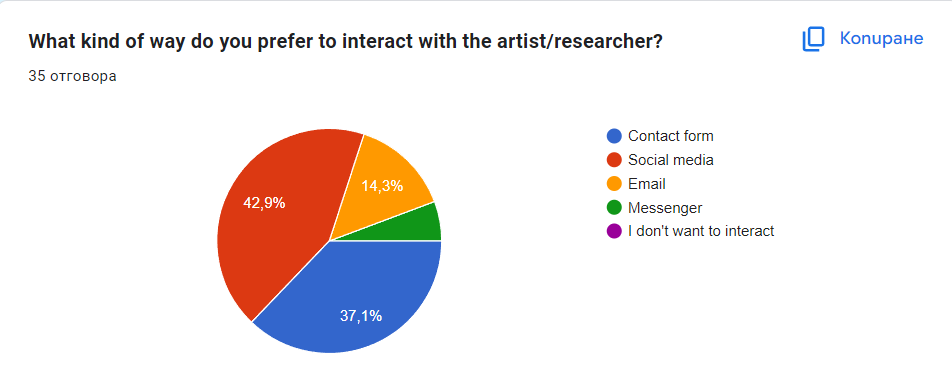 What kind of way do you prefer to interact with the artist/researcher?
Копиране
35 отговора
Contact form
Social media
Email
Messenger
I don't want to interact
14,3%
42,9%
37,1%